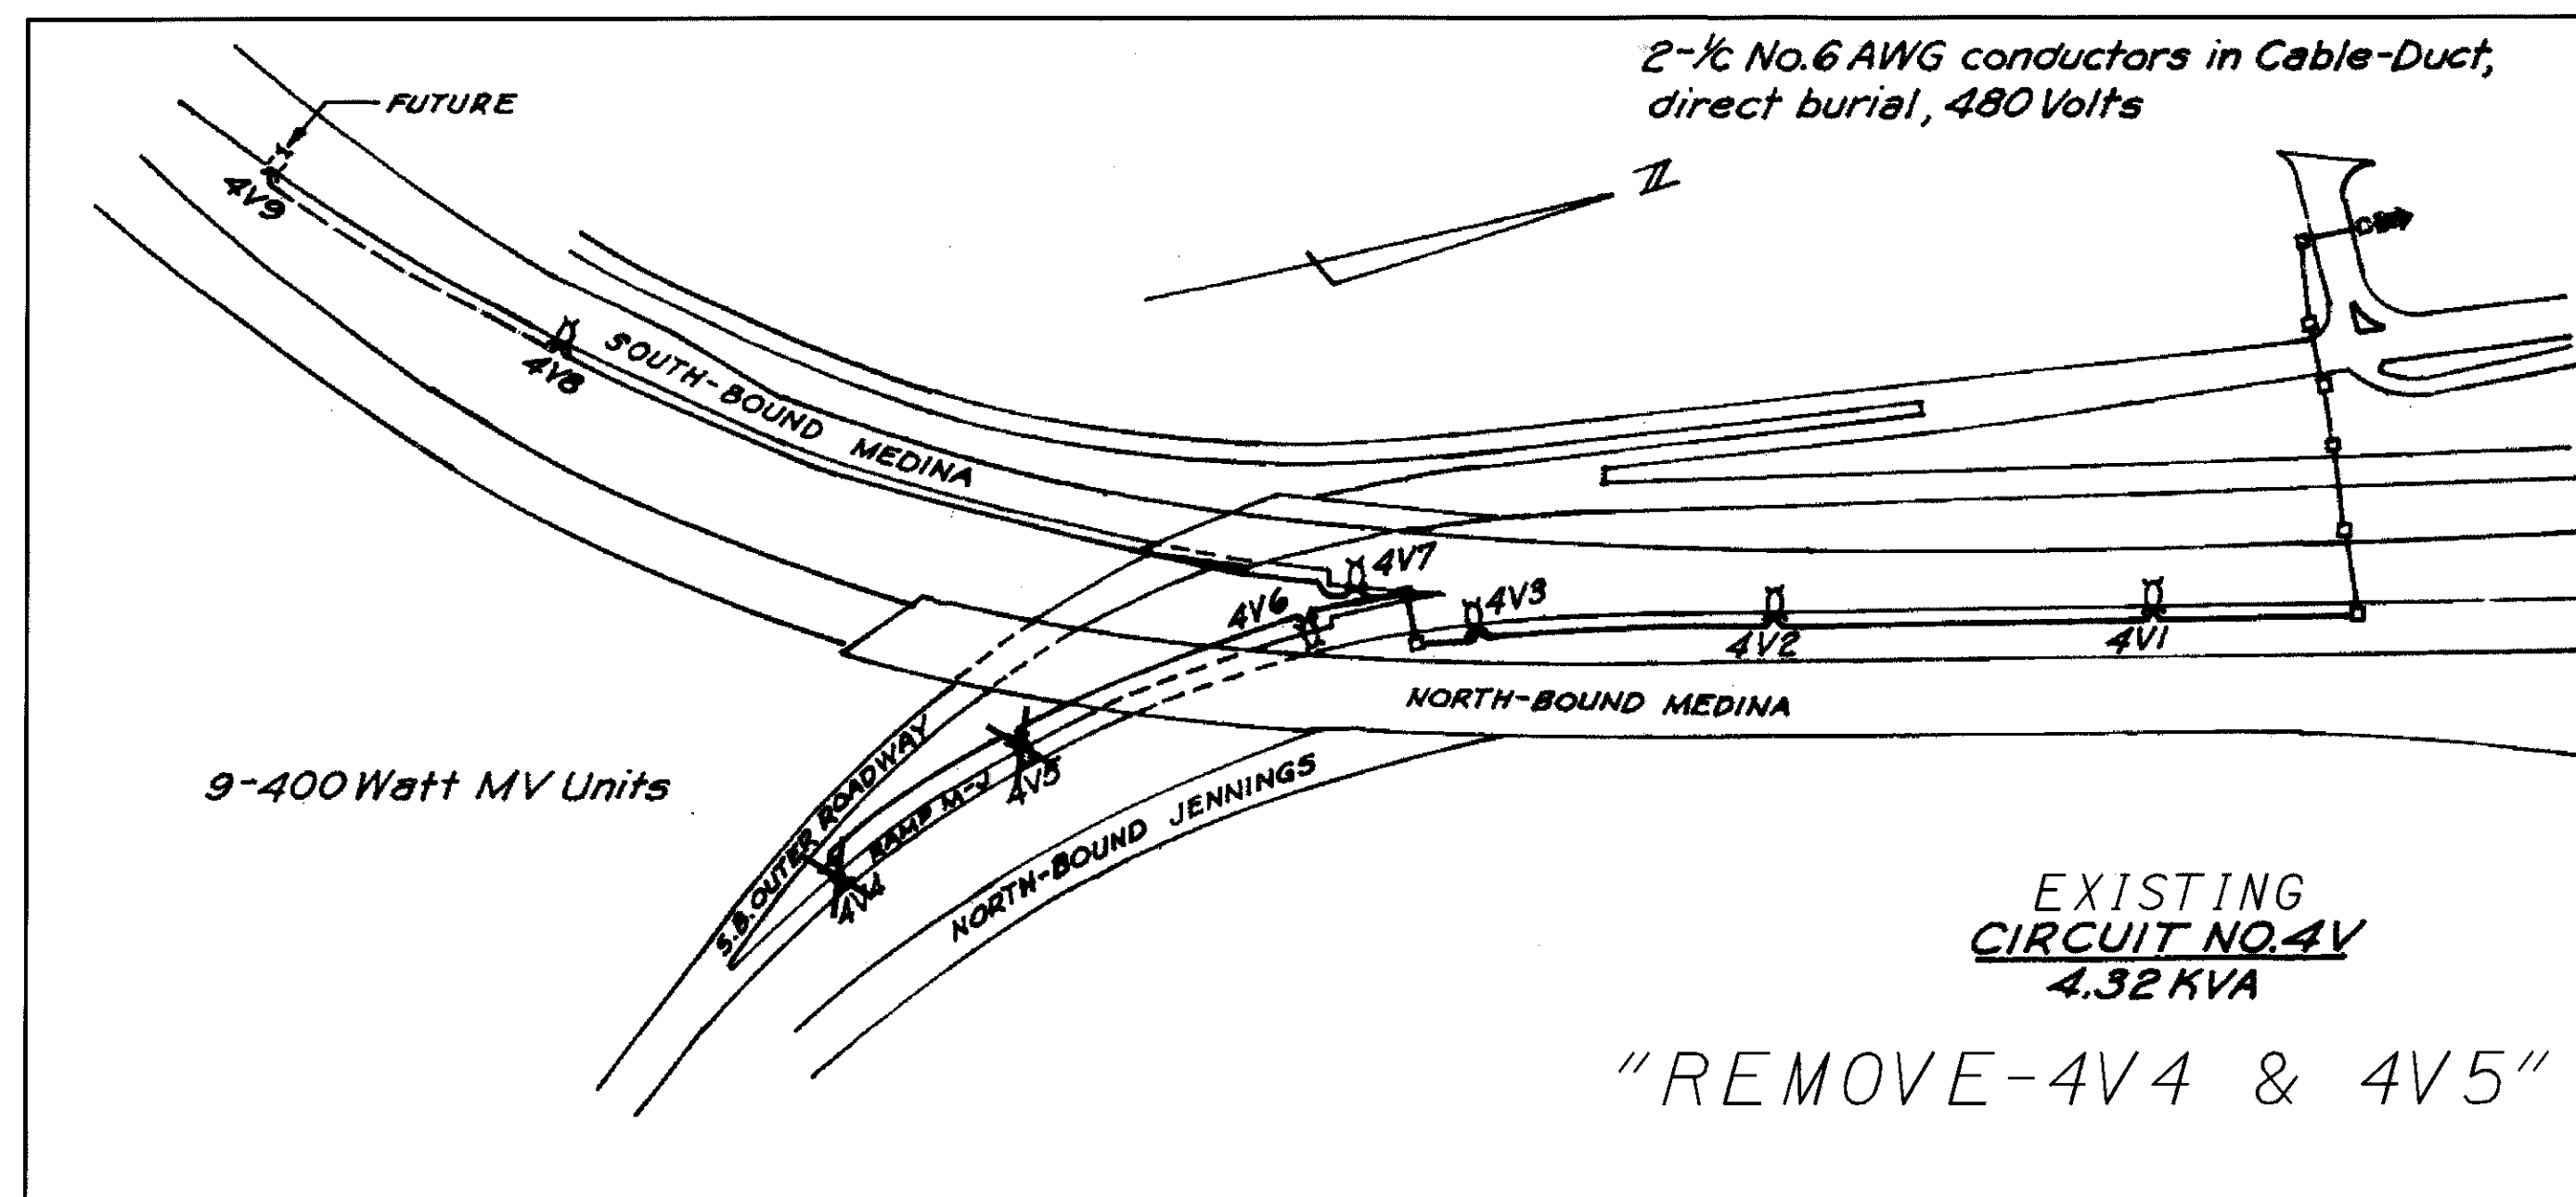 2-1/c No.6 AWG conductors in Cable-Duct,
direct burial, 480 Volts
FUTURE
N
4V9
4V8
SOUTH-BOUND MEDINA
4V7
4V6
4V3
4V2
4V1
NORTH-BOUND MEDINA
S.B. OUTER ROADWAY
RAMP M-J
4V5
4V4
NORTH-BOUND JENNINGS
9-400 Watt MV Units
EXISTING
CIRCUIT NO.4V
4.32 KVA
"REMOVE-4V4 & 4V5"